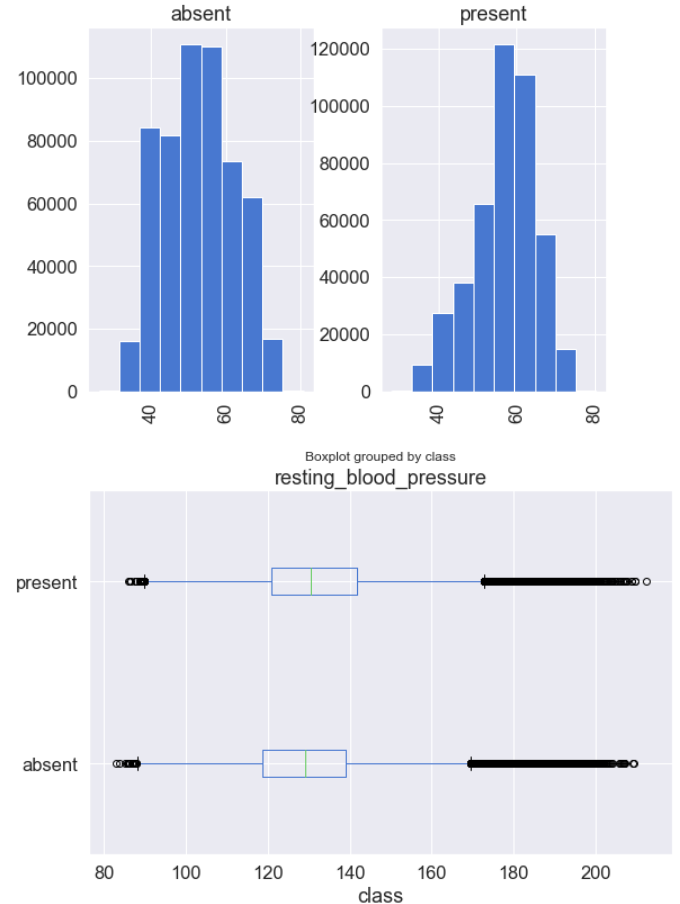 absent
present
100000
80000
60000
40000
20000
0
40
60
80
120000
100000
80000
60000
40000
20000
0
40
60
80
Boxplot grouped by class
resting_blood_pressure
present
absent
80 100 120 140 160 180 200
class